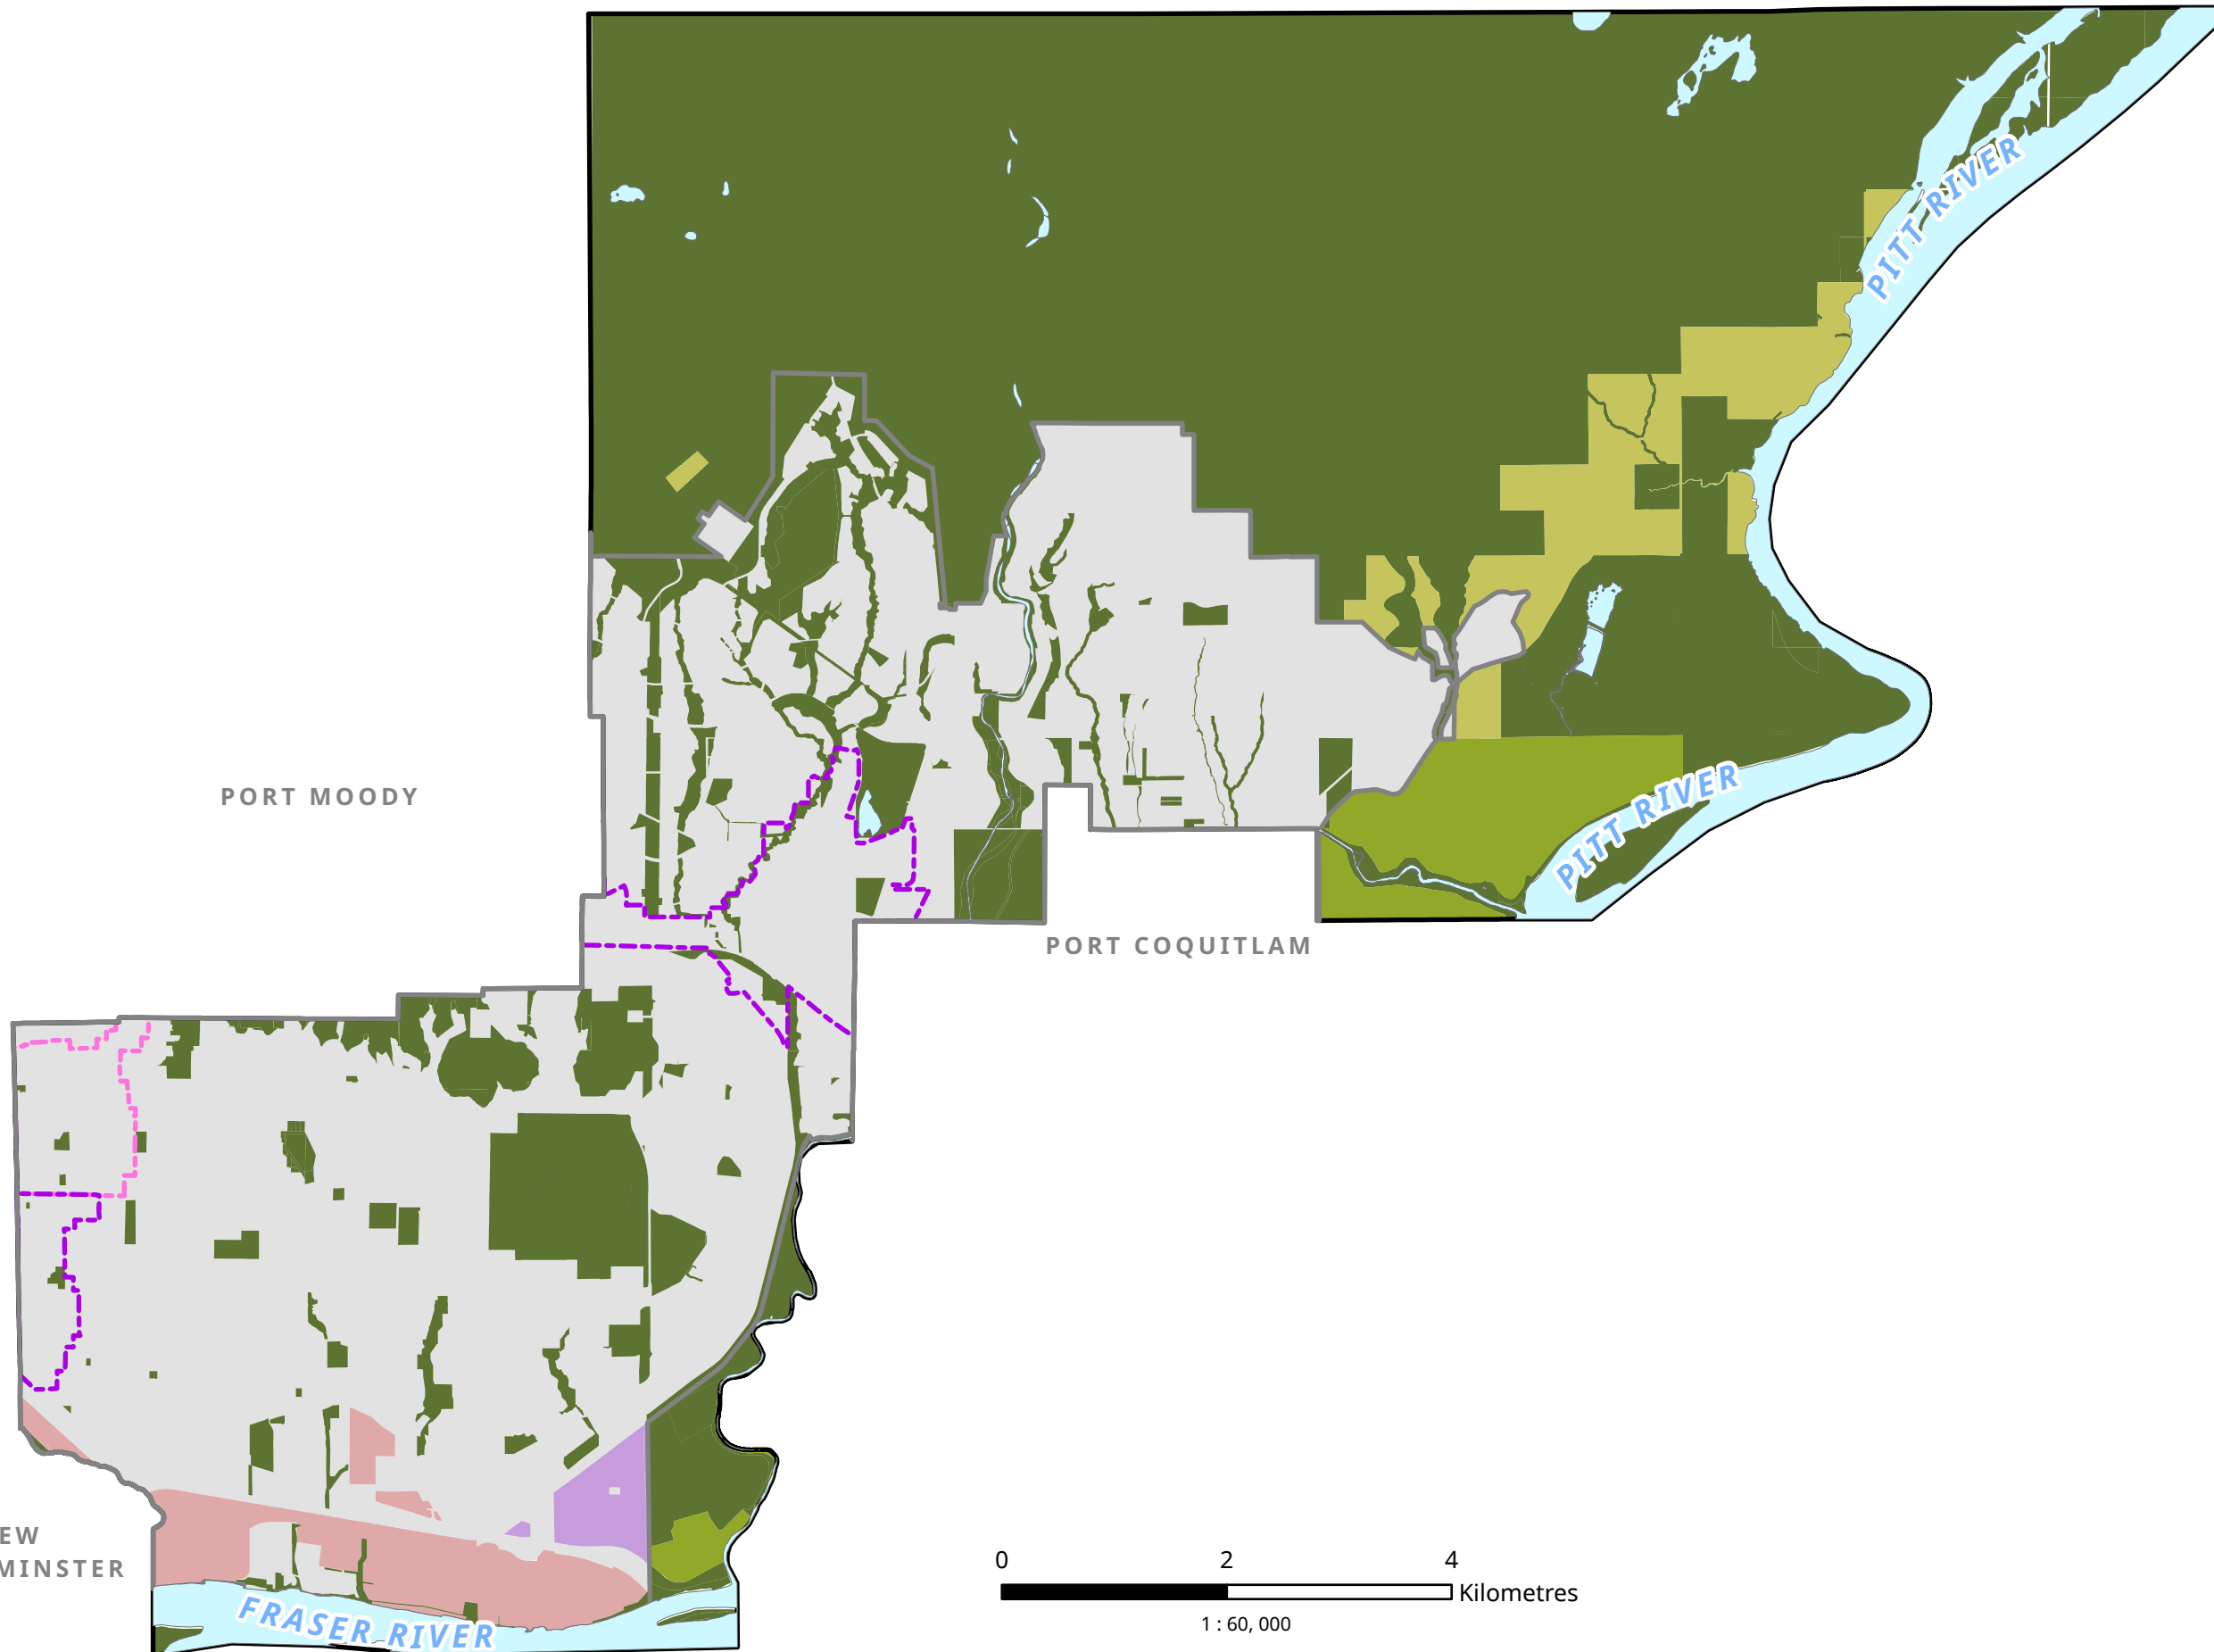 PITT RIVER
PORT MOODY
PITT RIVER
PORT COQUITLAM
EW
MINSTER
FRASER RIVER
0 2 4
Kilometres
1 : 60, 000